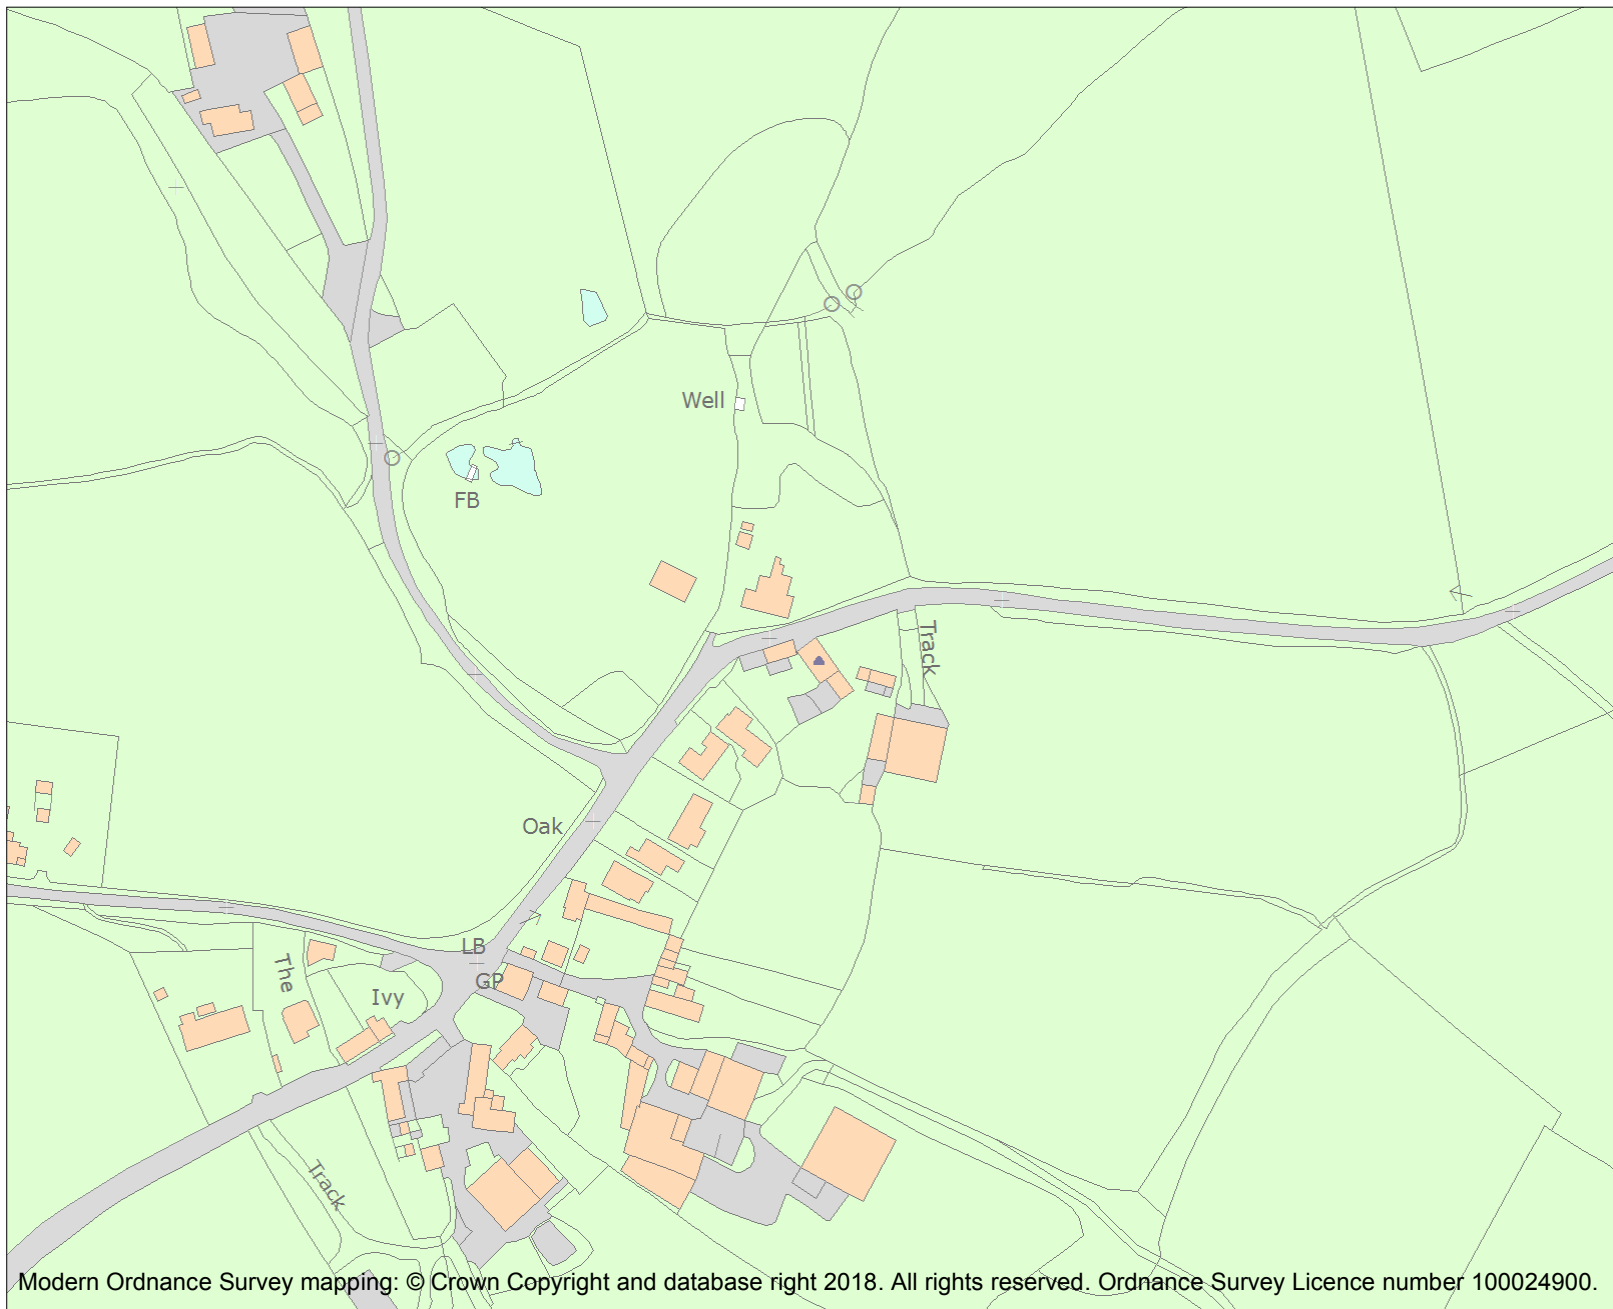 Well
FB
Track
Oak
LB
GP
The
Ivy
Track
Modern Ordnance Survey mapping: © Crown Copyright and database right 2018. All rights reserved. Ordnance Survey Licence number 100024900.